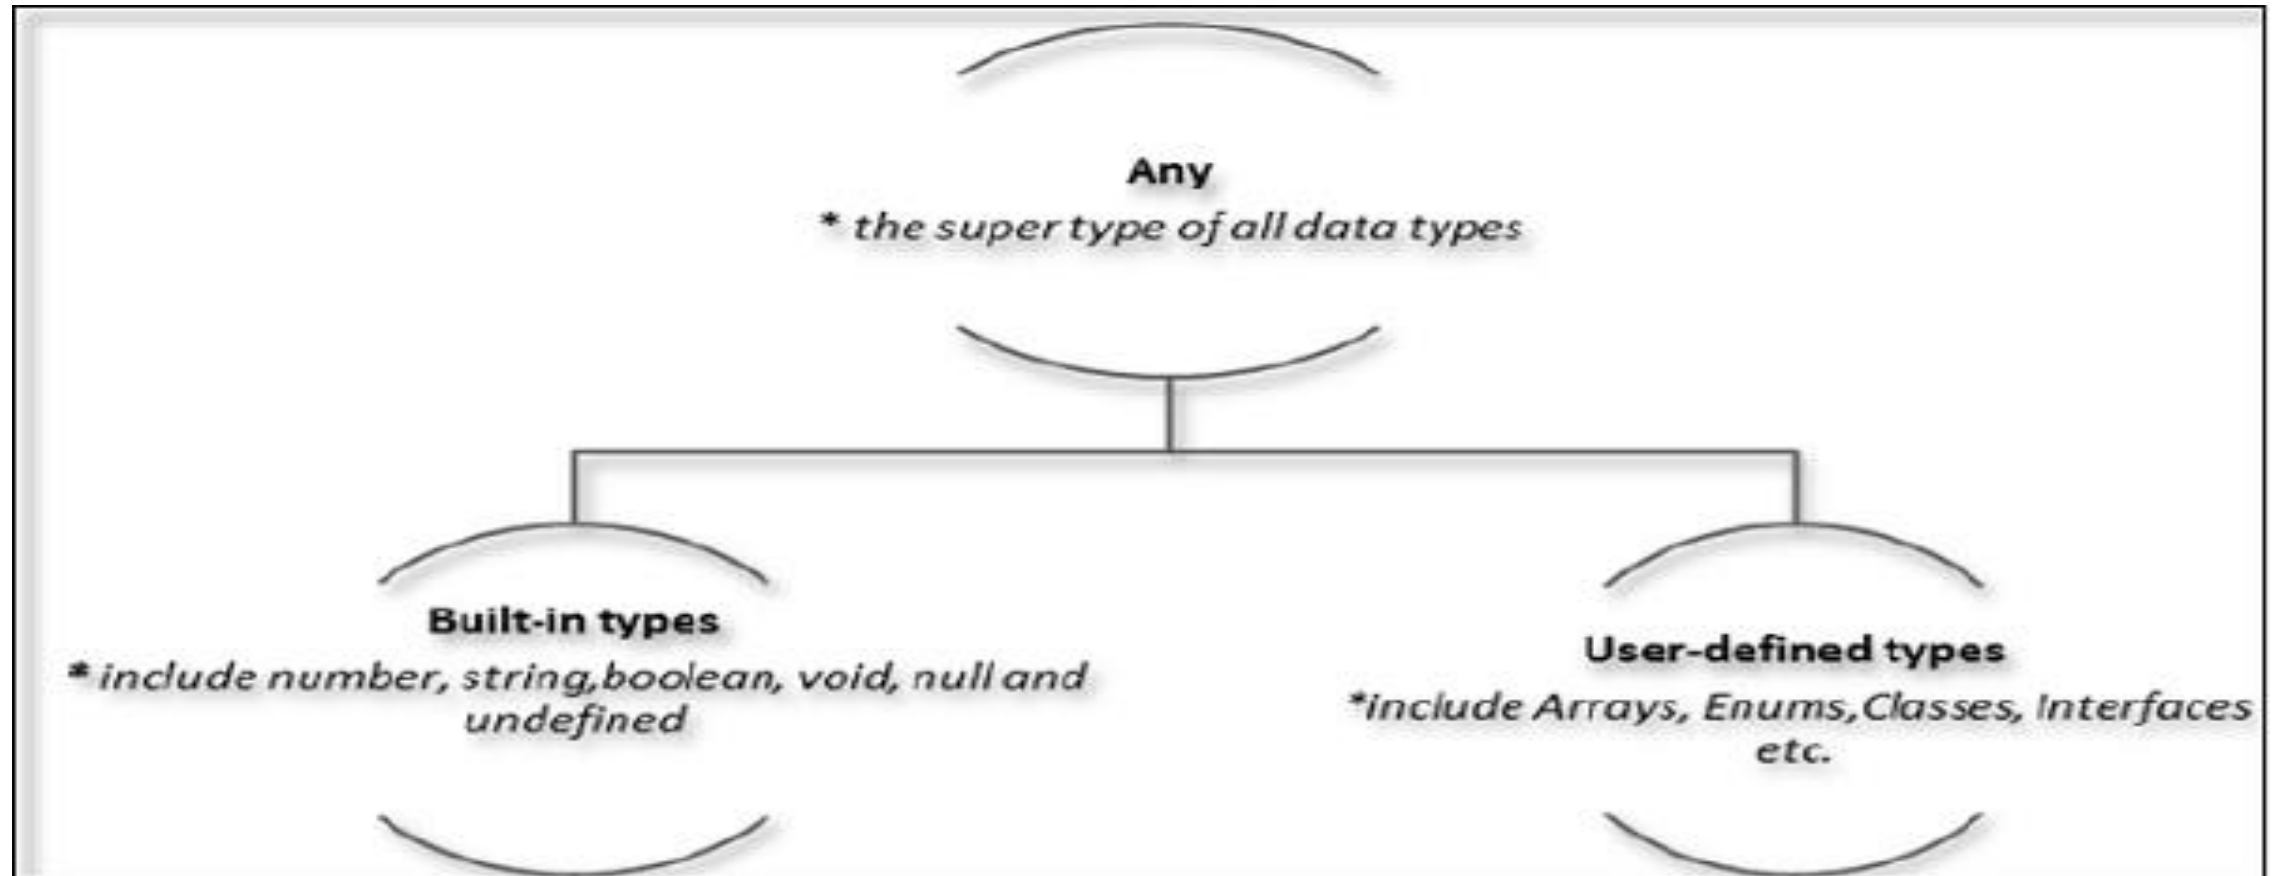 Any
* the super type of all data types
Built-in types
* include number, string,boolean, void, null and
undefined
User-defined types
*include Arrays, Enums,Classes, Interfaces
etc.